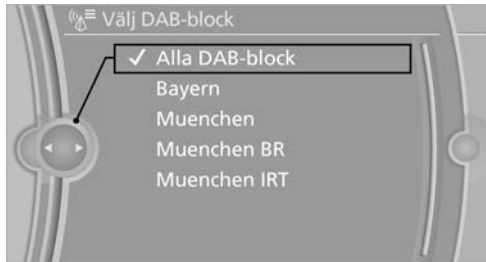 Välj DAB-block
✓ Alla DAB-block
Bayern
Muenchen
Muenchen BR
Muenchen IRT